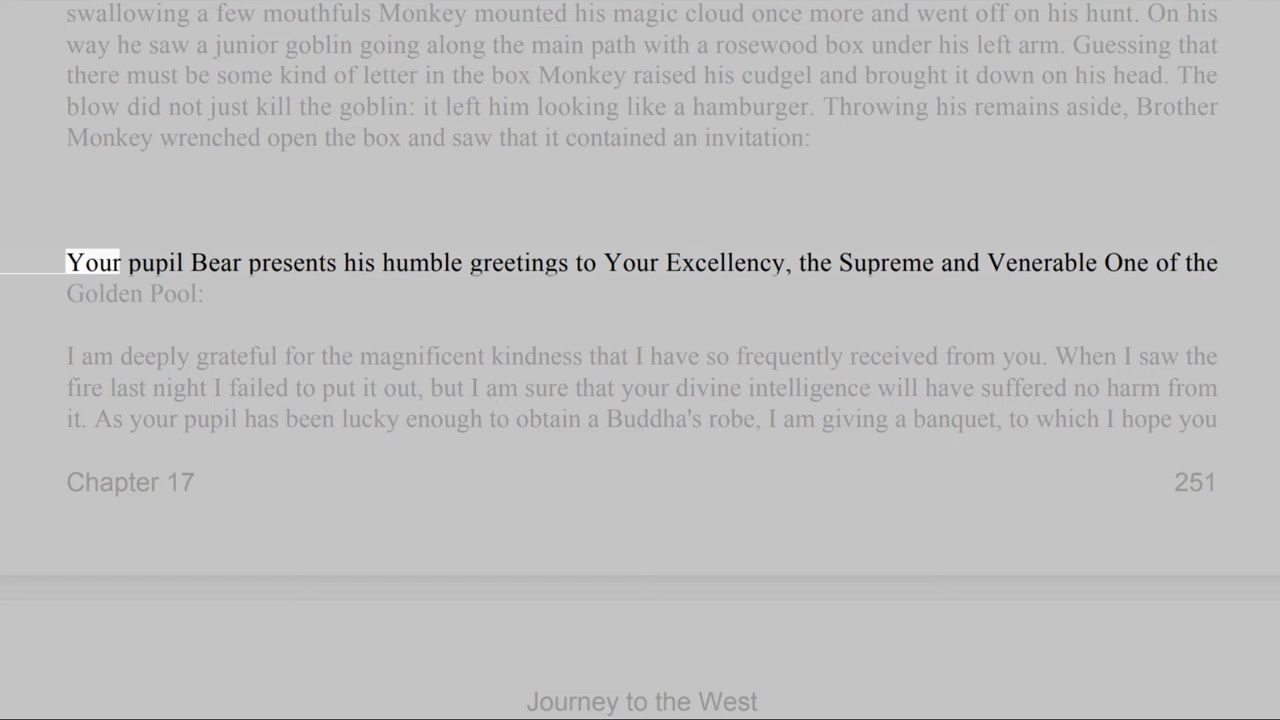 swallowing a few mouthfuls Monkey mounted his magic cloud once more and went off on his hunt. On his
way he saw a junior goblin going along the main path with a rosewood box under his left arm. Guessing that
there must be some kind of letter in the box Monkey raised his cudgel and brought it down on his head. The
blow did not just kill the goblin: it left him looking like a hamburger. Throwing his remains aside, Brother
Monkey wrenched open the box and saw that it contained an invitation:
Your pupil Bear presents his humble greetings to Your Excellency, the Supreme and Venerable One of the
Golden Pool:
I am deeply grateful for the magnificent kindness that I have so frequently received from you. When I saw the
fire last night I failed to put it out, but I am sure that your divine intelligence will have suffered no harm from
it. As your pupil has been lucky enough to obtain a Buddha's robe, I am giving a banquet, to which I hope you
Chapter 17 251
Journey to the West